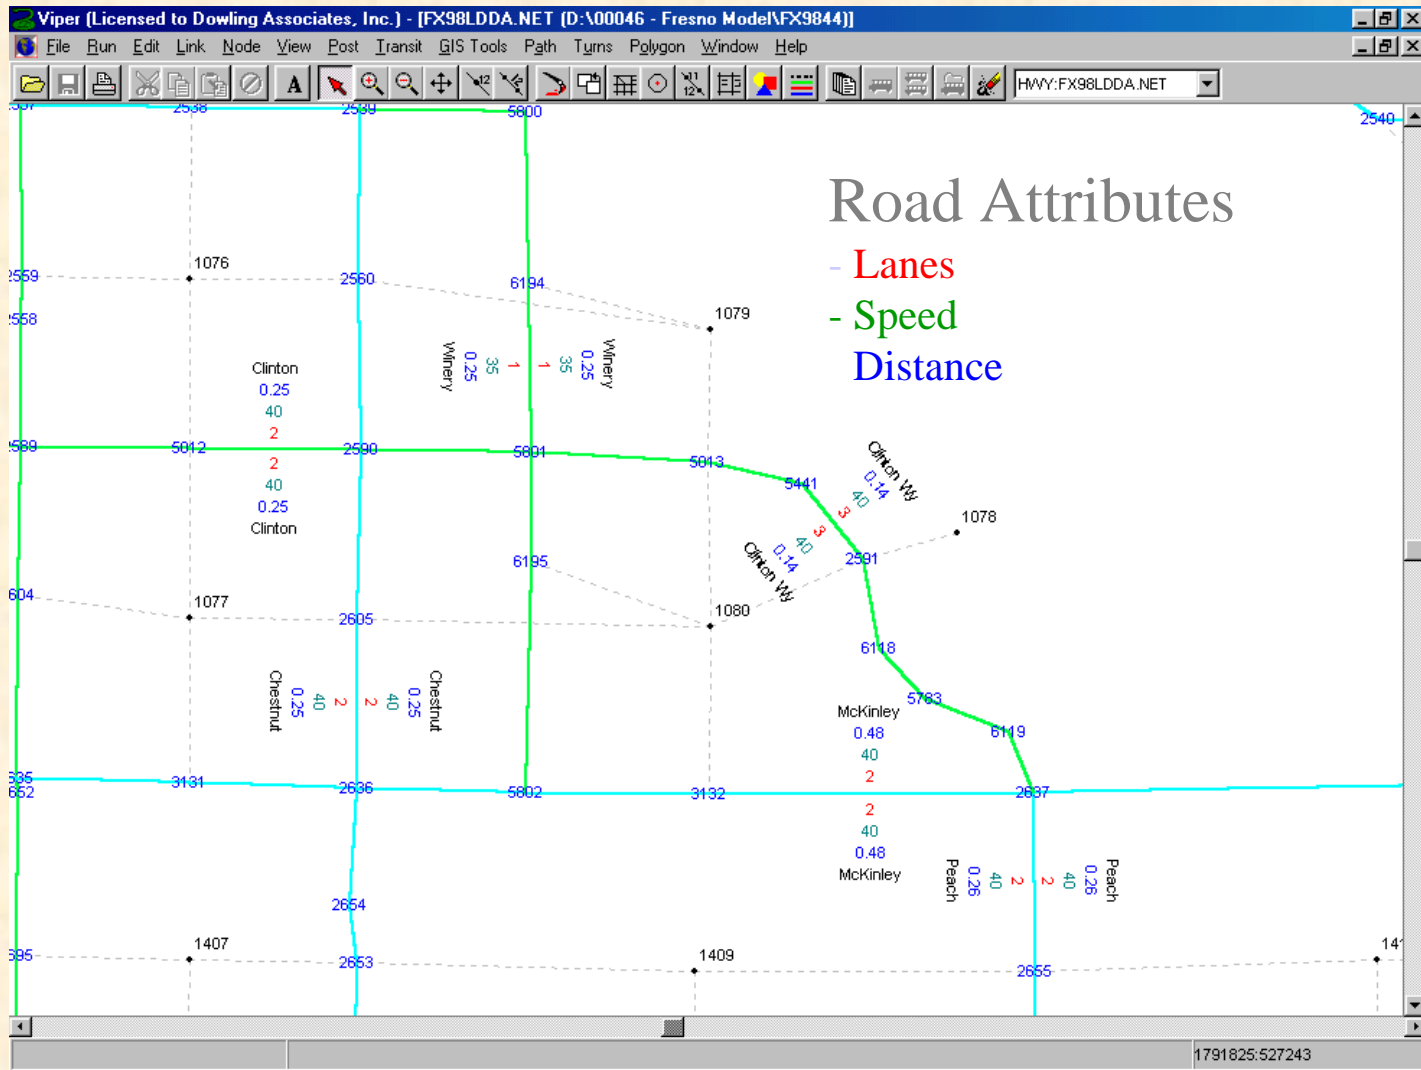 Viper (Licensed to Dowling Associates, Inc.) - [FX98LDDA.NET (D:\00046 - Fresno Model\FX9844)]
File Run Edit Link Node View Post Transit GIS Tools Path Turns Polygon Window Help
A HWY:FX98LDDA.NET
2538 2539 5800 2540
Road Attributes
- Lanes
- Speed
Distance
1076
2559 2560 6194
2558
1079
Winery 0.25 35 1 1 35 0.25 Winery
Clinton
0.25
40
2
5012 2590 5801 5013
2
40
0.25
Clinton
5441
Clinton Wy 0.14 40 3
3 40 0.14 Clinton Wy
1078
2591
6195
604
1077
1080
2605
6118
Chestnut 0.25 40 2 2 40 0.25 Chestnut
5783
McKinley
0.48
40
2
6119
535
652
3131 2636 5802 3132 2637
2
40
0.48
McKinley
Peach 0.26 40 2 2 40 0.26 Peach
2654
1407
1409
14
595
2653
2655
1791825:527243